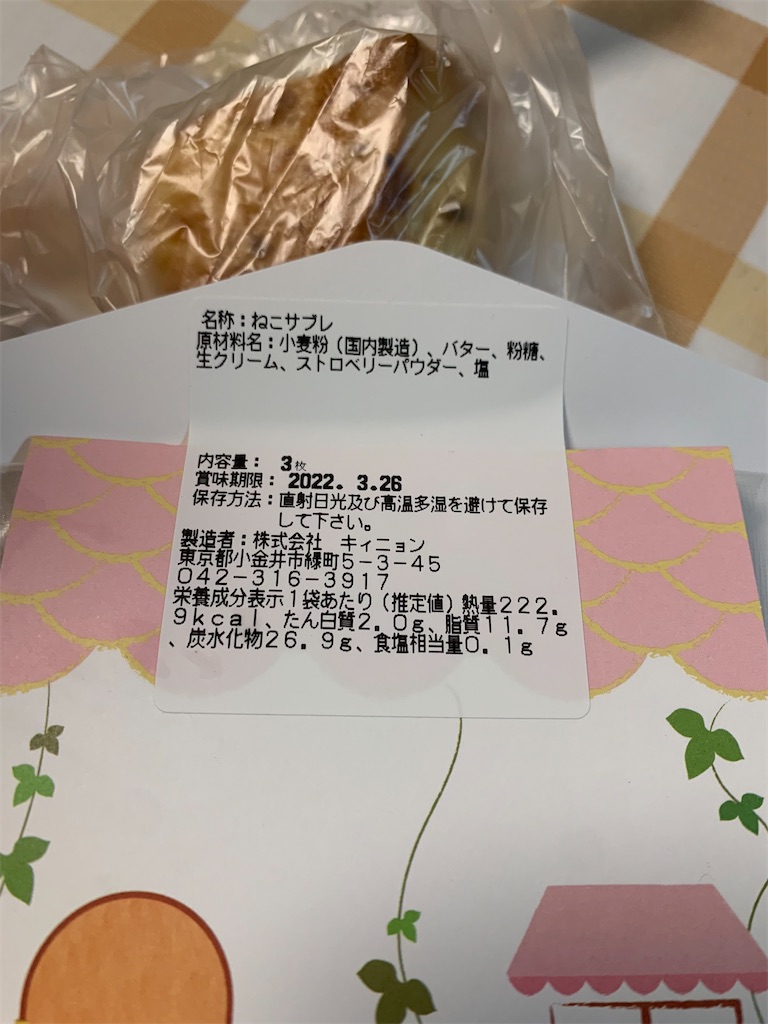 名称：ねこサブレ
原材料名：小麦粉（国内製造）、バター、粉糖、
生クリーム、ストロベリーパウダー、塩
内容量： 3枚
賞味期限： 2022. 3.26
保存方法：直射日光及び高温多湿を避けて保存
して下さい。
製造者：株式会社 キィニョン
東京都小金井市緑町５－３－４５
０４２－３１６－３９１７
栄養成分表示１袋あたり（推定値）熱量２２２．
９ｋｃａｌ、たん白質２．０ｇ、脂質１１．７ｇ
、炭水化物２６．９ｇ、食塩相当量０．１ｇ